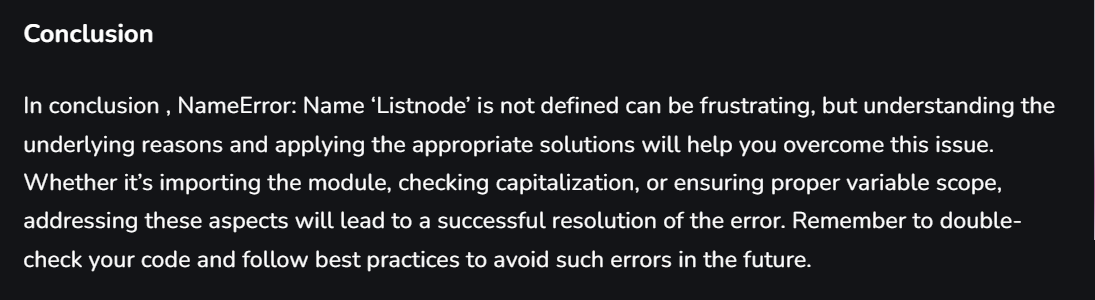 Conclusion
In conclusion , NameError: Name ‘Listnode’ is not defined can be frustrating, but understanding the
underlying reasons and applying the appropriate solutions will help you overcome this issue.
Whether it’s importing the module, checking capitalization, or ensuring proper variable scope,
addressing these aspects will lead to a successful resolution of the error. Remember to double-
check your code and follow best practices to avoid such errors in the future.